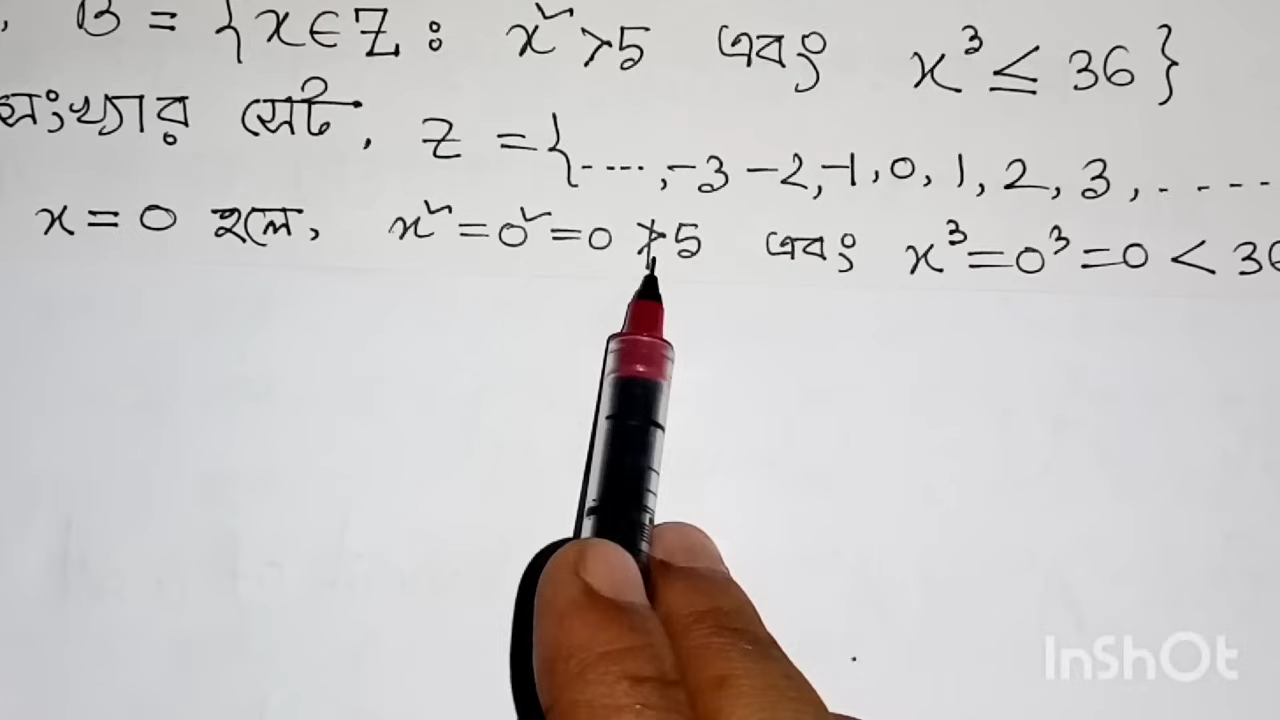 B = {x∈Z : x² > 5 এবং x³ ≤ 36}
সংখ্যার সেট, Z = {....,-3 -2,-1,0,1,2,3,.....
x = 0 হলে, x² = 0² = 0 ≯ 5 এবং x³ = 0³ = 0 < 36
InShOt